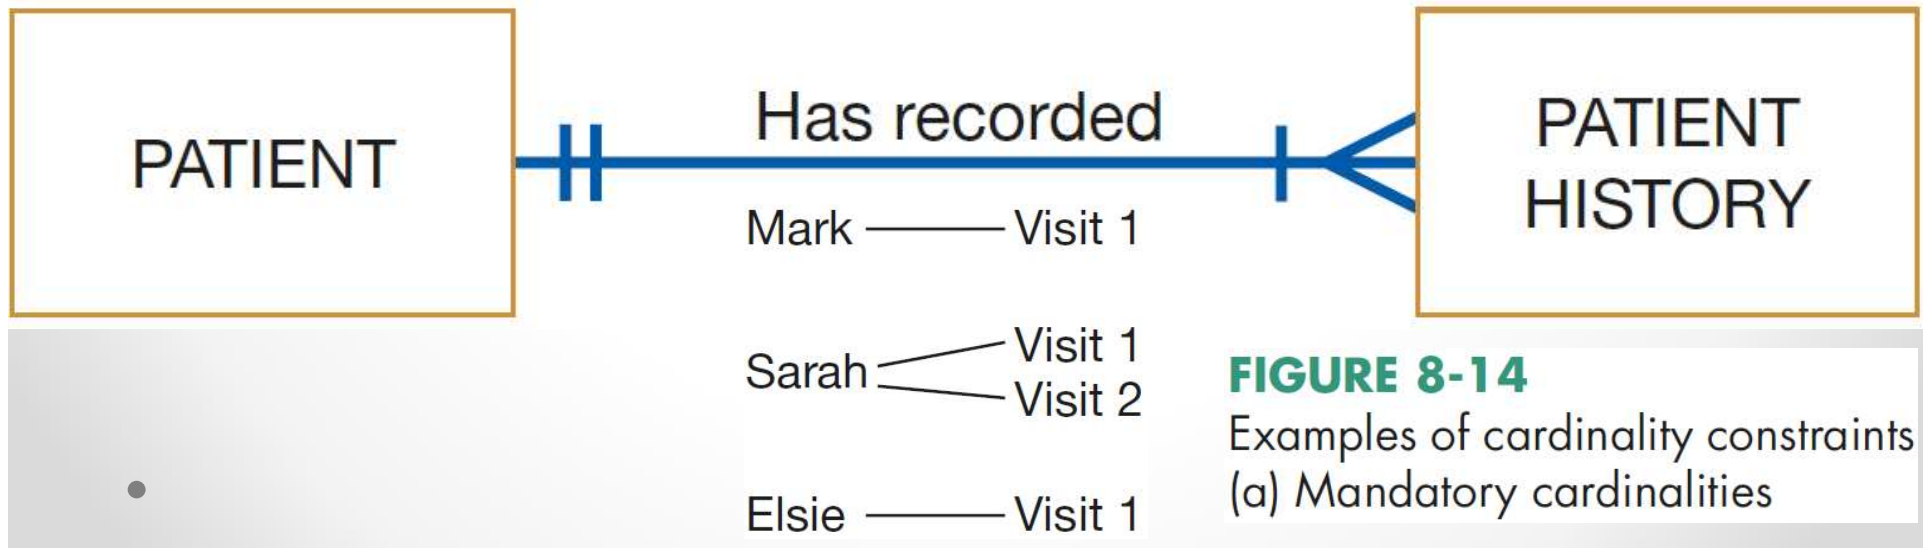 PATIENT
Has recorded
PATIENT
HISTORY
Mark Visit 1
Sarah Visit 1
Visit 2
Elsie Visit 1
FIGURE 8-14
Examples of cardinality constraints
(a) Mandatory cardinalities